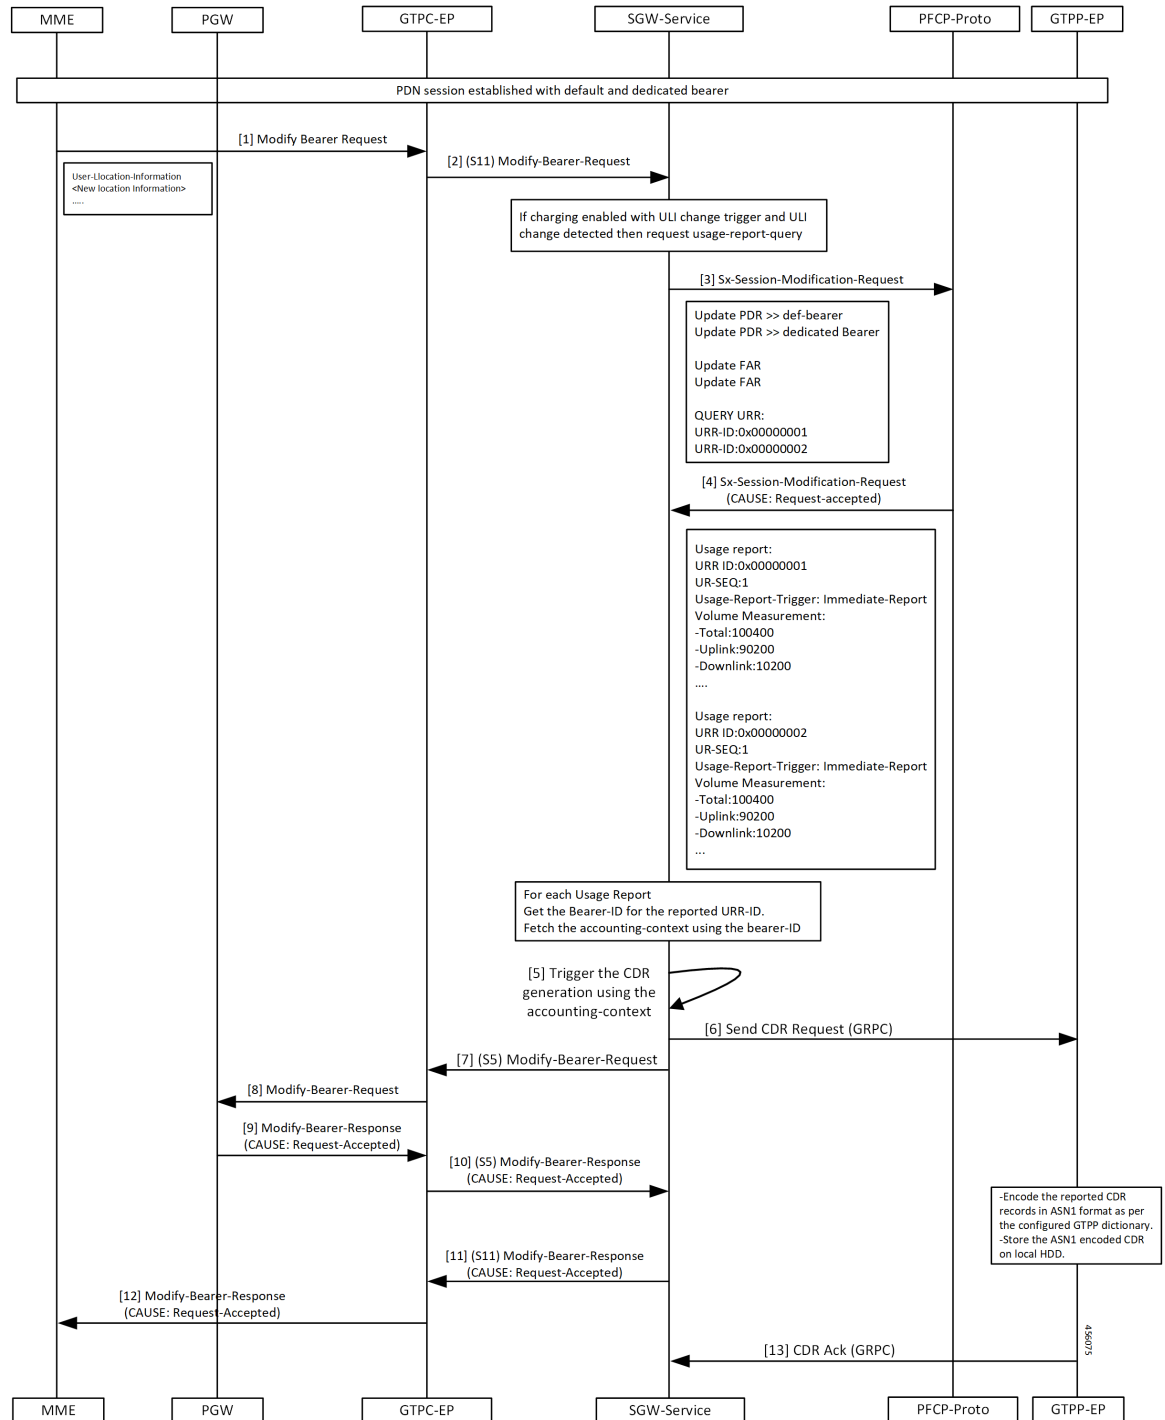 MME
PGW
GTPC-EP
SGW-Service
PFCP-Proto
GTPP-EP
PDN session established with default and dedicated bearer
[1] Modify Bearer Request
User-Llocation-Information
<New location Information>
.....
[2] (S11) Modify-Bearer-Request
If charging enabled with ULI change trigger and ULI
change detected then request usage-report-query
[3] Sx-Session-Modification-Request
Update PDR >> def-bearer
Update PDR >> dedicated Bearer
Update FAR
Update FAR
QUERY URR:
URR-ID:0x00000001
URR-ID:0x00000002
[4] Sx-Session-Modification-Request
(CAUSE: Request-accepted)
Usage report:
URR ID:0x00000001
UR-SEQ:1
Usage-Report-Trigger: Immediate-Report
Volume Measurement:
-Total:100400
-Uplink:90200
-Downlink:10200
....
Usage report:
URR ID:0x00000002
UR-SEQ:1
Usage-Report-Trigger: Immediate-Report
Volume Measurement:
-Total:100400
-Uplink:90200
-Downlink:10200
...
For each Usage Report
Get the Bearer-ID for the reported URR-ID.
Fetch the accounting-context using the bearer-ID
[5] Trigger the CDR
generation using the
accounting-context
[6] Send CDR Request (GRPC)
[7] (S5) Modify-Bearer-Request
[8] Modify-Bearer-Request
[9] Modify-Bearer-Response
(CAUSE: Request-Accepted)
[10] (S5) Modify-Bearer-Response
(CAUSE: Request-Accepted)
-Encode the reported CDR
records in ASN1 format as per
the configured GTPP dictionary.
-Store the ASN1 encoded CDR
on local HDD.
[11] (S11) Modify-Bearer-Response
(CAUSE: Request-Accepted)
[12] Modify-Bearer-Response
(CAUSE: Request-Accepted)
456075
[13] CDR Ack (GRPC)
MME
PGW
GTPC-EP
SGW-Service
PFCP-Proto
GTPP-EP